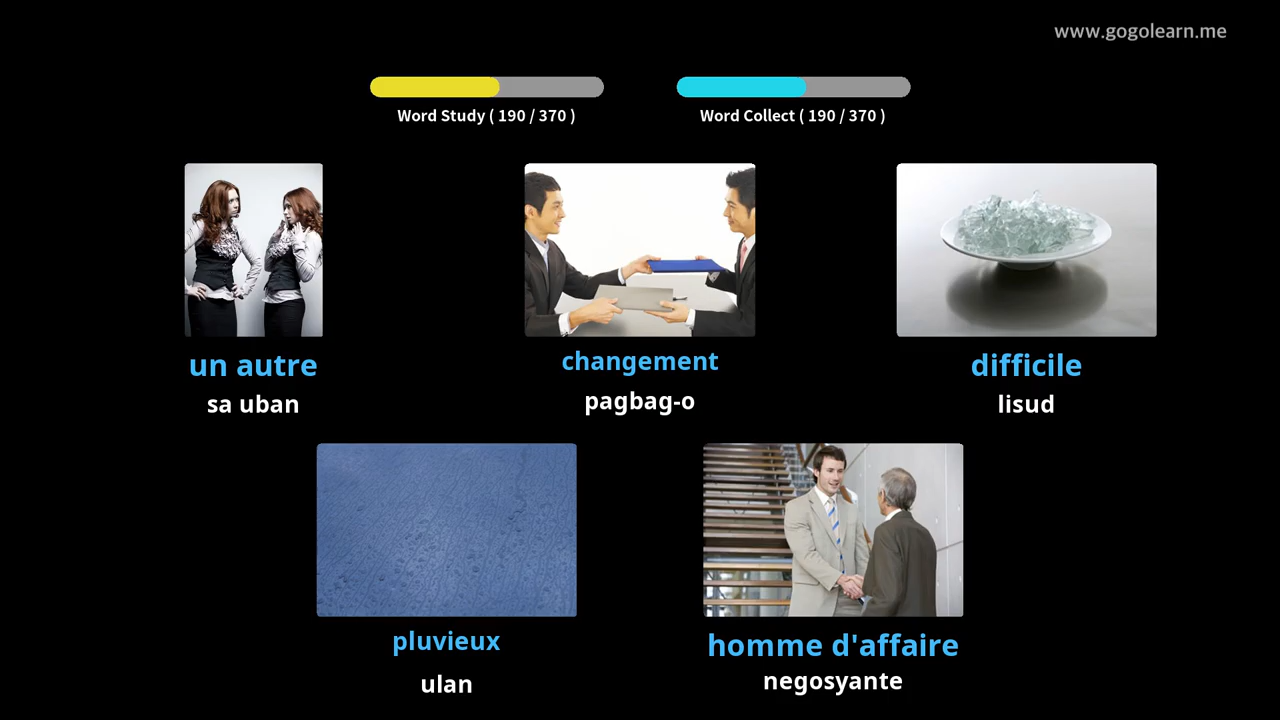 www.gogolearn.me
Word Study ( 190 / 370 )
Word Collect ( 190 / 370 )
un autre
sa uban
changement
pagbag-o
difficile
lisud
pluvieux
ulan
homme d'affaire
negosyante